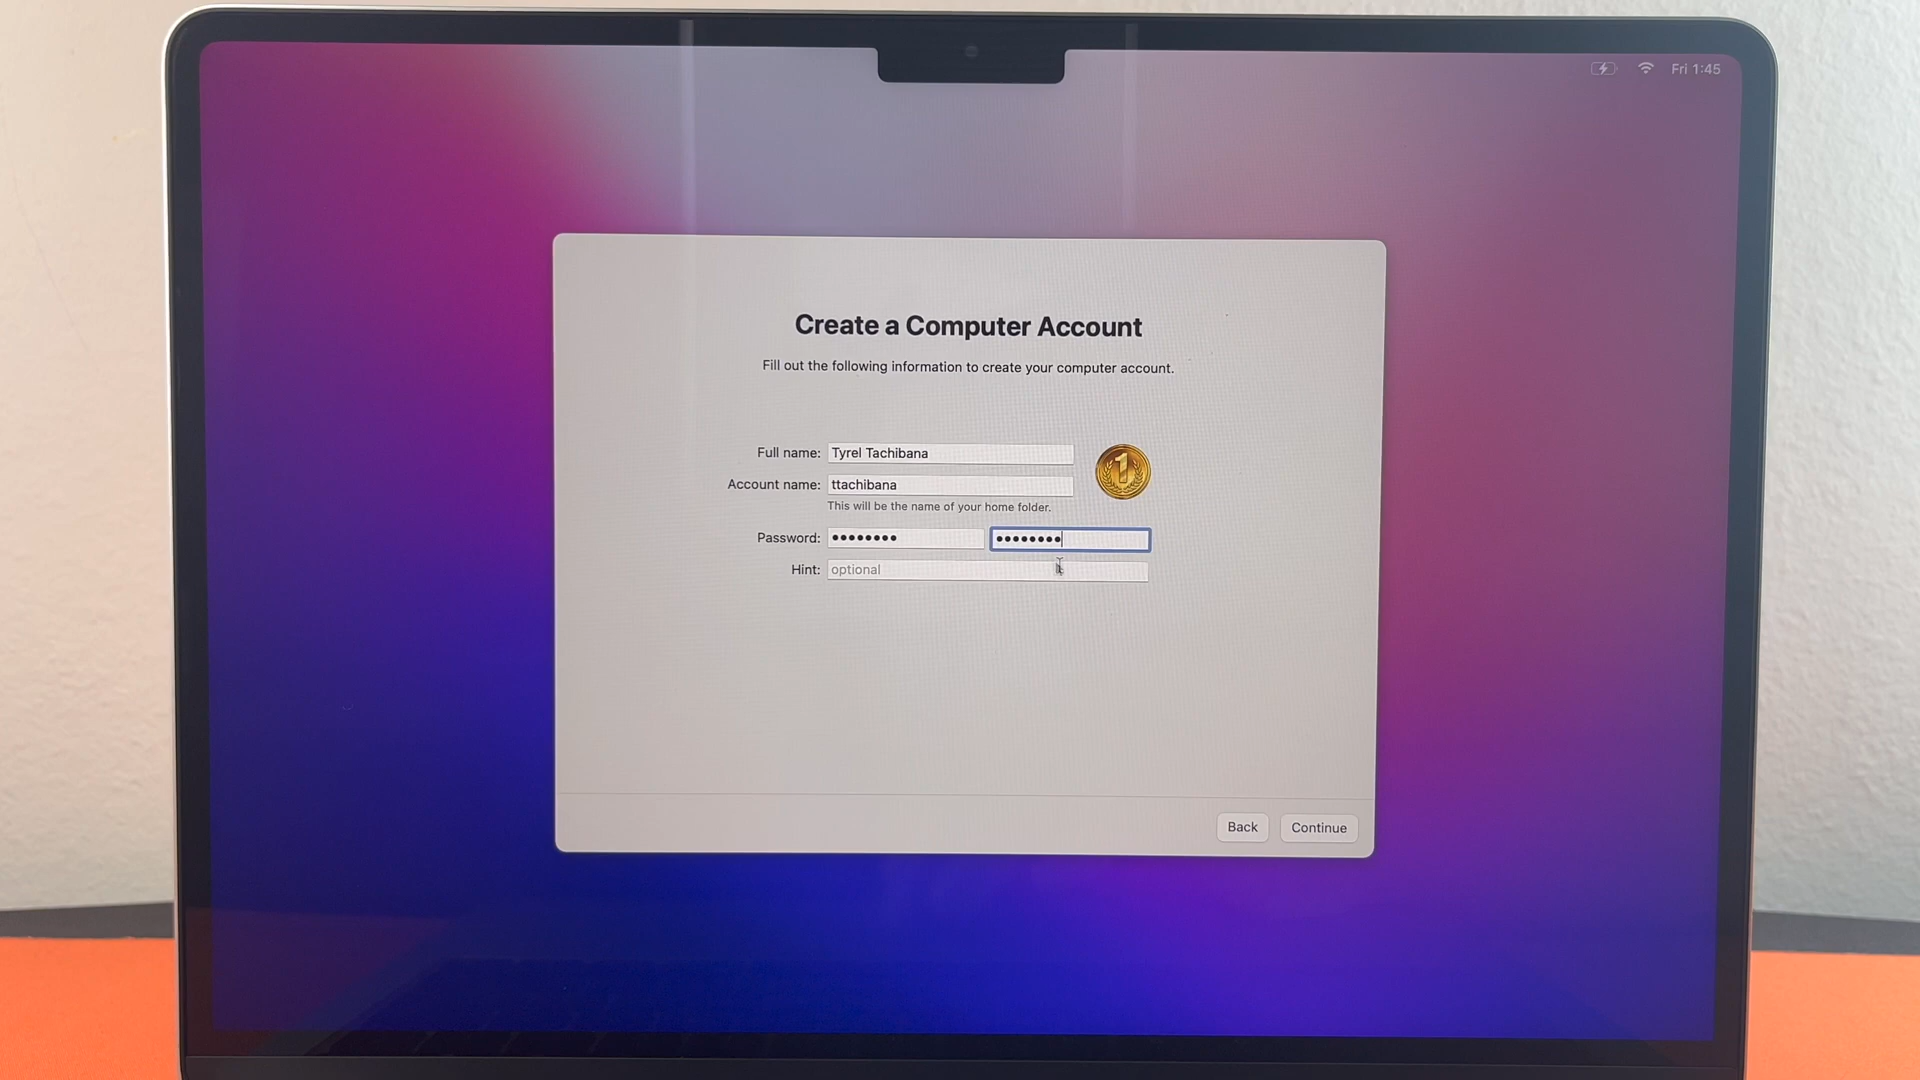 Fri 1:45
Create a Computer Account
Fill out the following information to create your computer account.
Full name: Tyrel Tachibana
1
Account name: ttachibana
This will be the name of your home folder.
Password: •••••••• ••••••••
Hint: optional
Back Continue